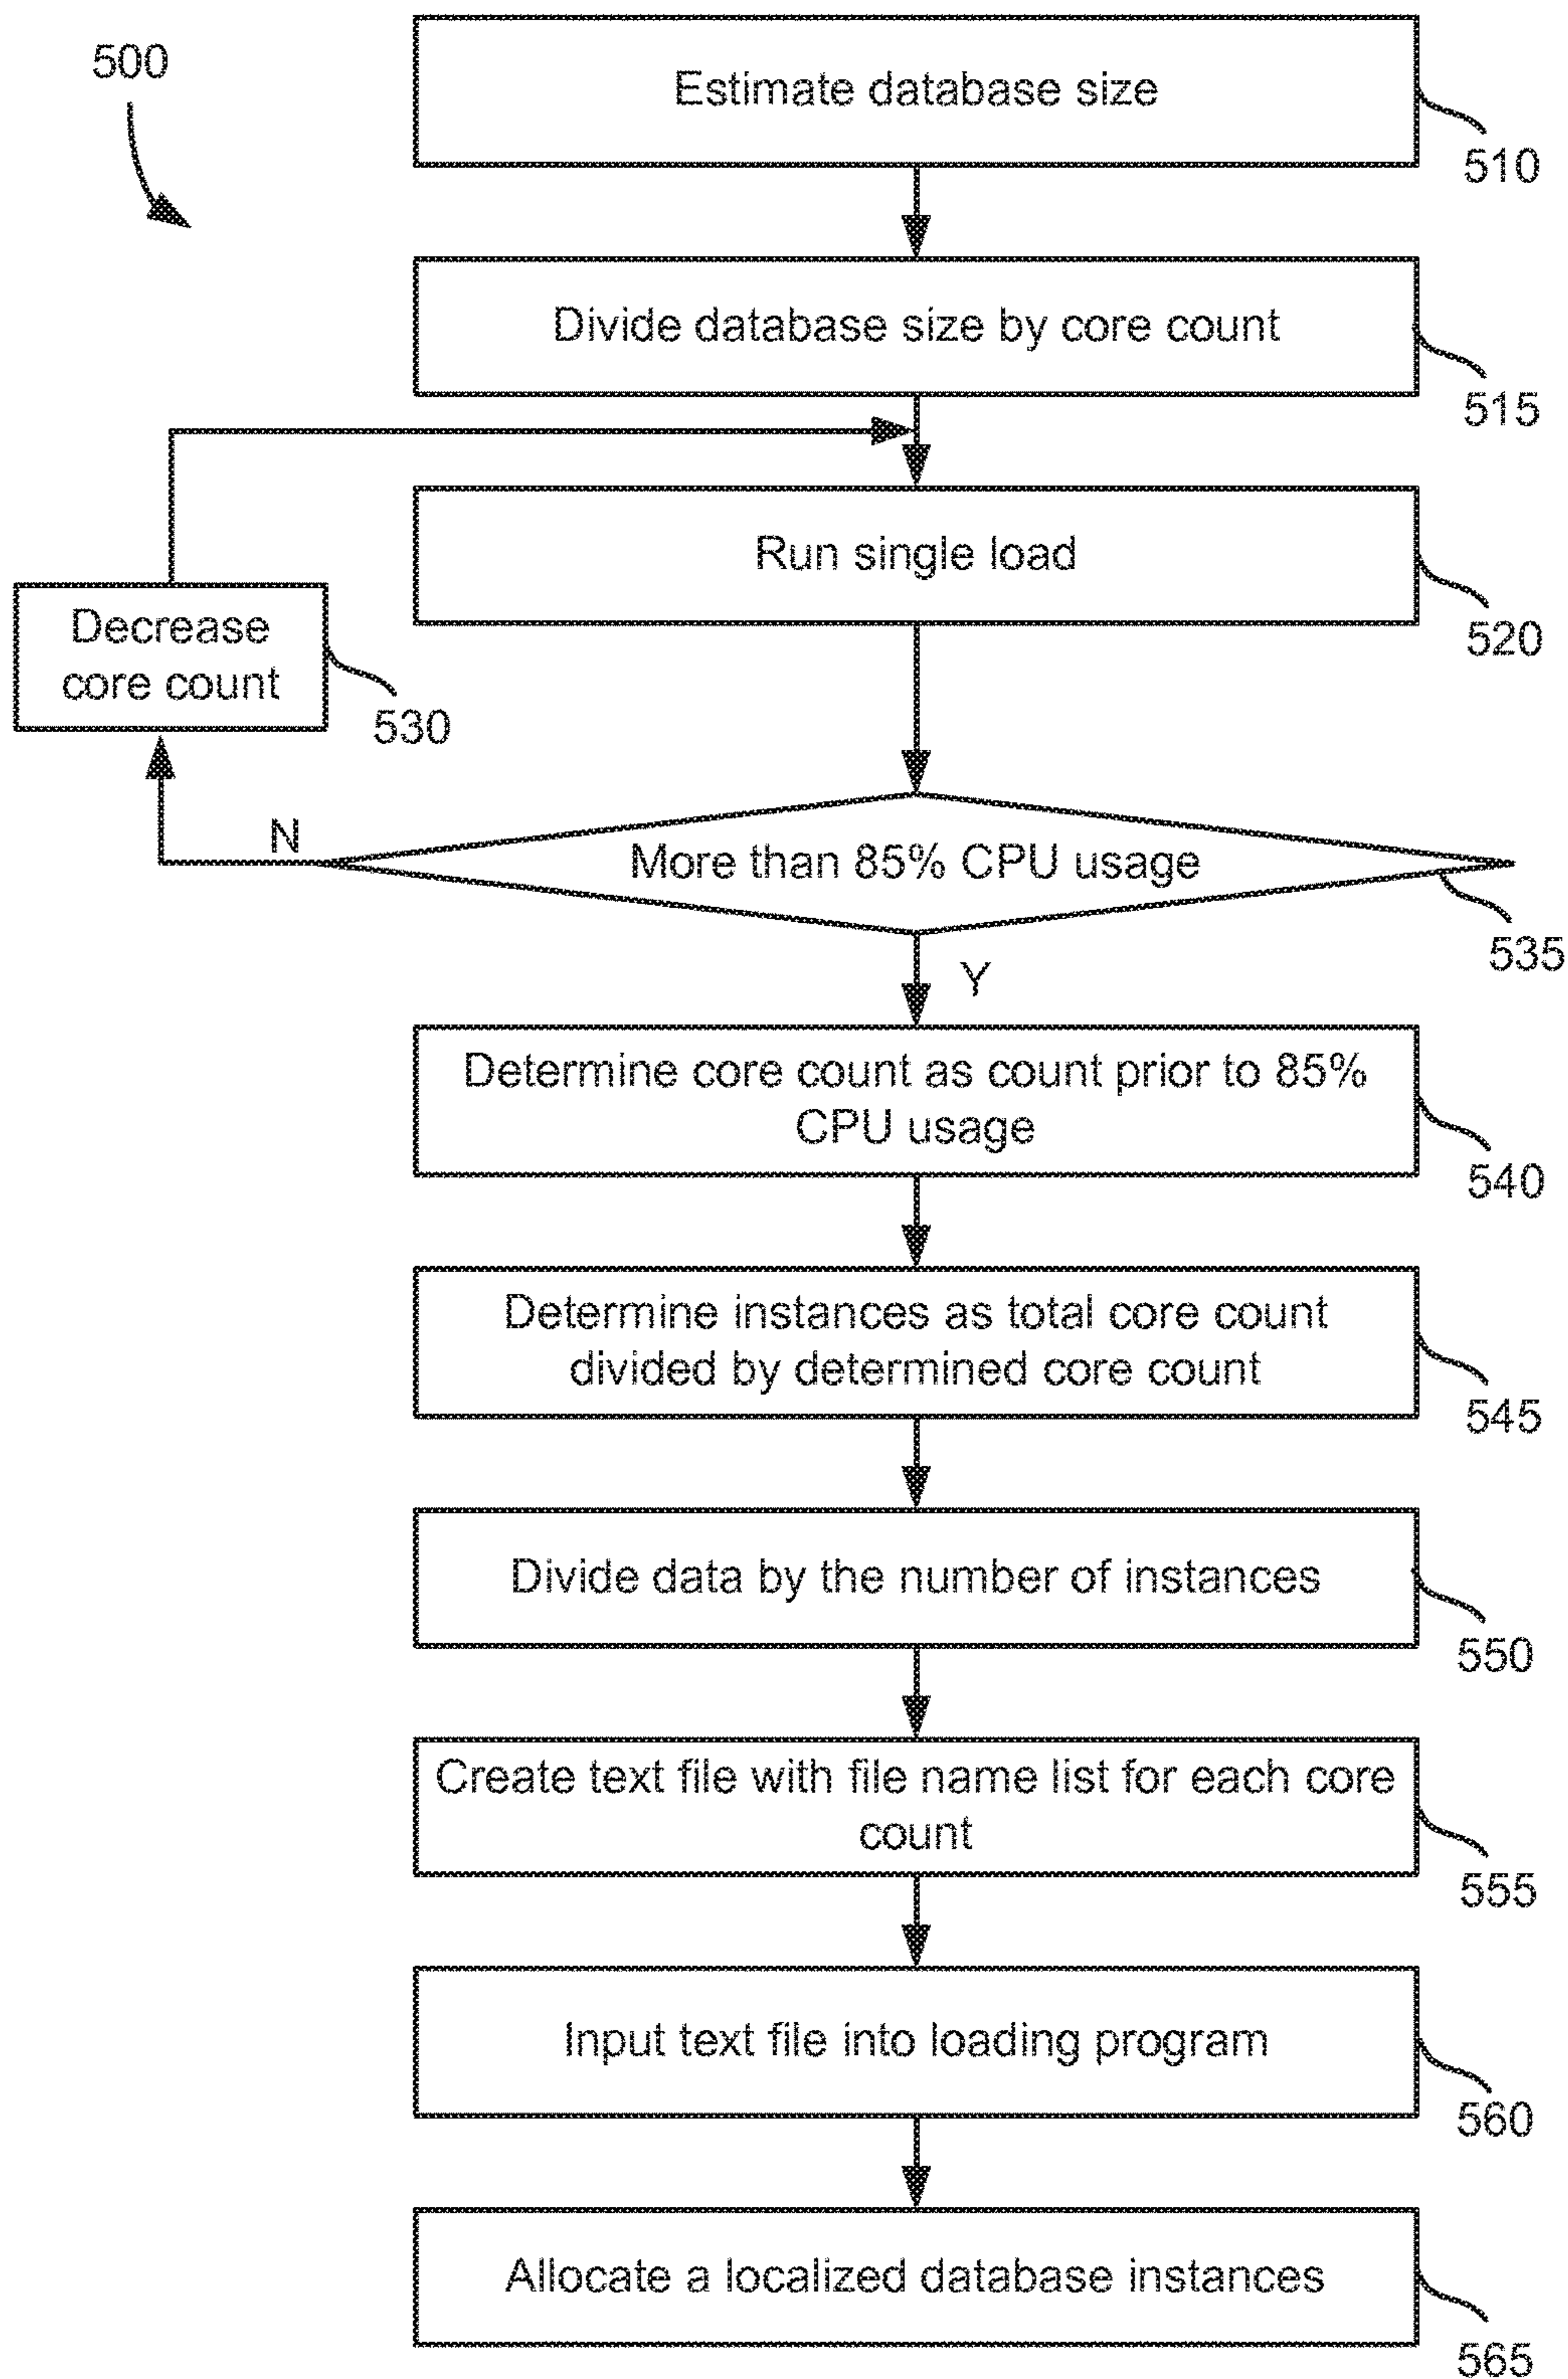 500
Estimate database size
510
Divide database size by core count
515
Run single load
520
Decrease
core count
530
N
More than 85% CPU usage
535
Y
Determine core count as count prior to 85%
CPU usage
540
Determine instances as total core count
divided by determined core count
545
Divide data by the number of instances
550
Create text file with file name list for each core
count
555
Input text file into loading program
560
Allocate a localized database instances
565